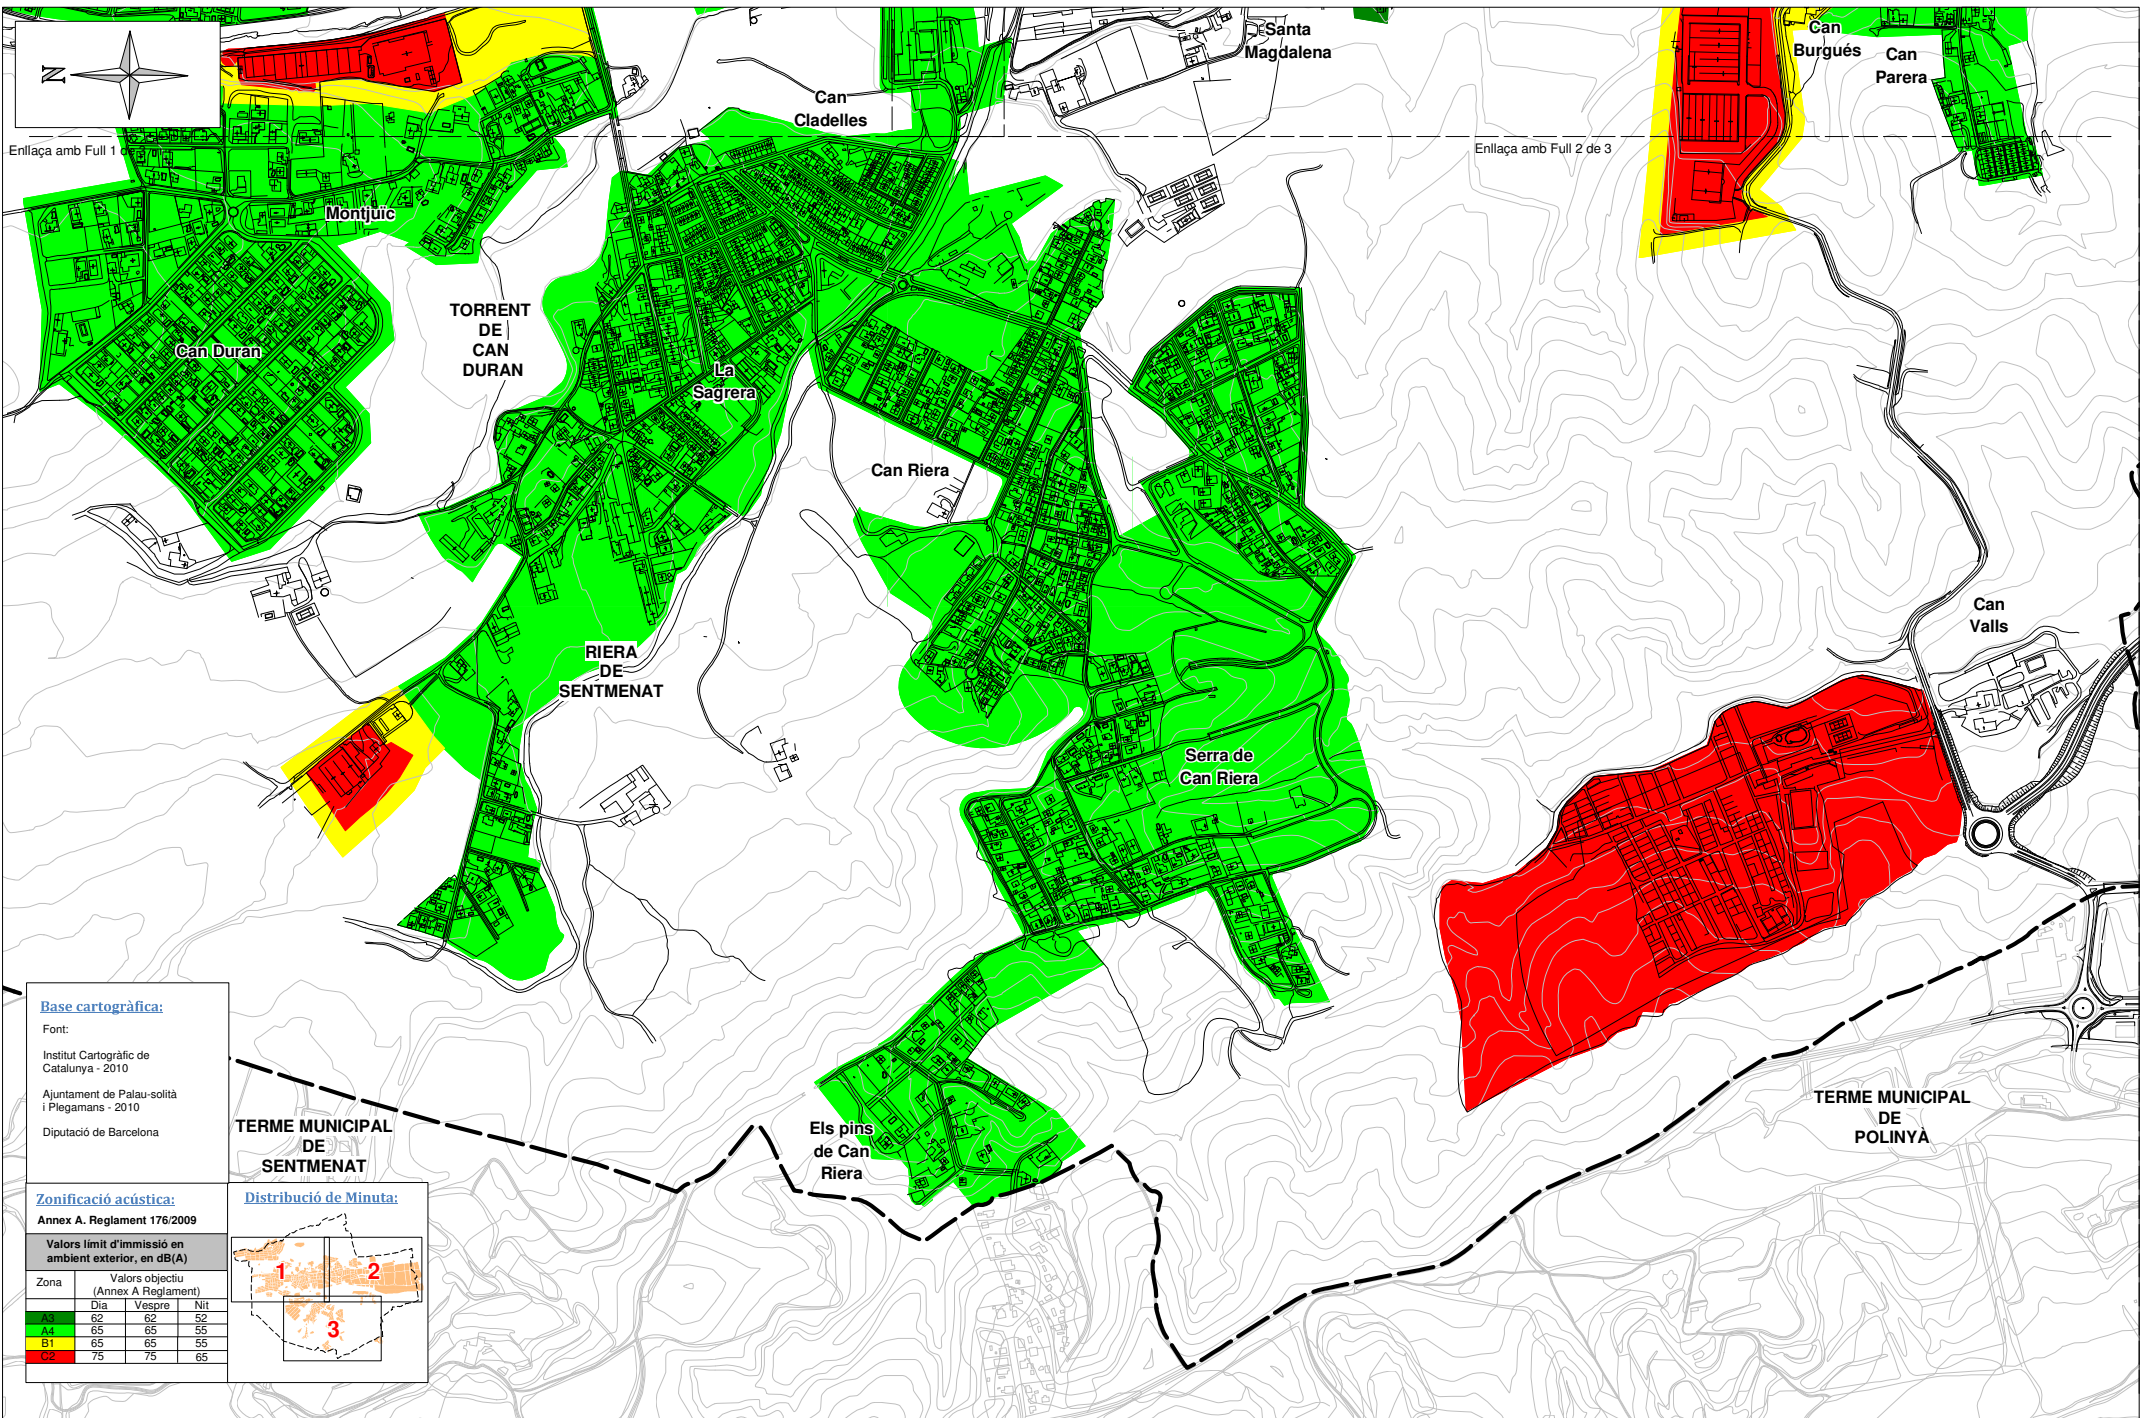 N
Enllaça amb Full 1 de
Montjuïc
Can Duran
TORRENT
DE
CAN
DURAN
La
Sagrera
Can
Cladelles
Santa
Magdalena
Enllaça amb Full 2 de 3
Can
Burgués
Can
Parera
Can Riera
RIERA
DE
SENTMENAT
Serra de
Can Riera
Can
Valls
Els pins
de Can
Riera
TERME MUNICIPAL
DE
SENTMENAT
TERME MUNICIPAL
DE
POLINYÀ
Base cartogràfica:
Font:
Institut Cartogràfic de
Catalunya - 2010
Ajuntament de Palau-solità
i Plegamans - 2010
Diputació de Barcelona
Zonificació acústica:
Annex A. Reglament 176/2009
Valors límit d'immissió en
ambient exterior, en dB(A)
Zona Valors objectiu
(Annex A Reglament)
Dia Vespre Nit
A3 62 62 52
A4 65 65 55
B1 65 65 55
C2 75 75 65
Distribució de Minuta:
1
2
3